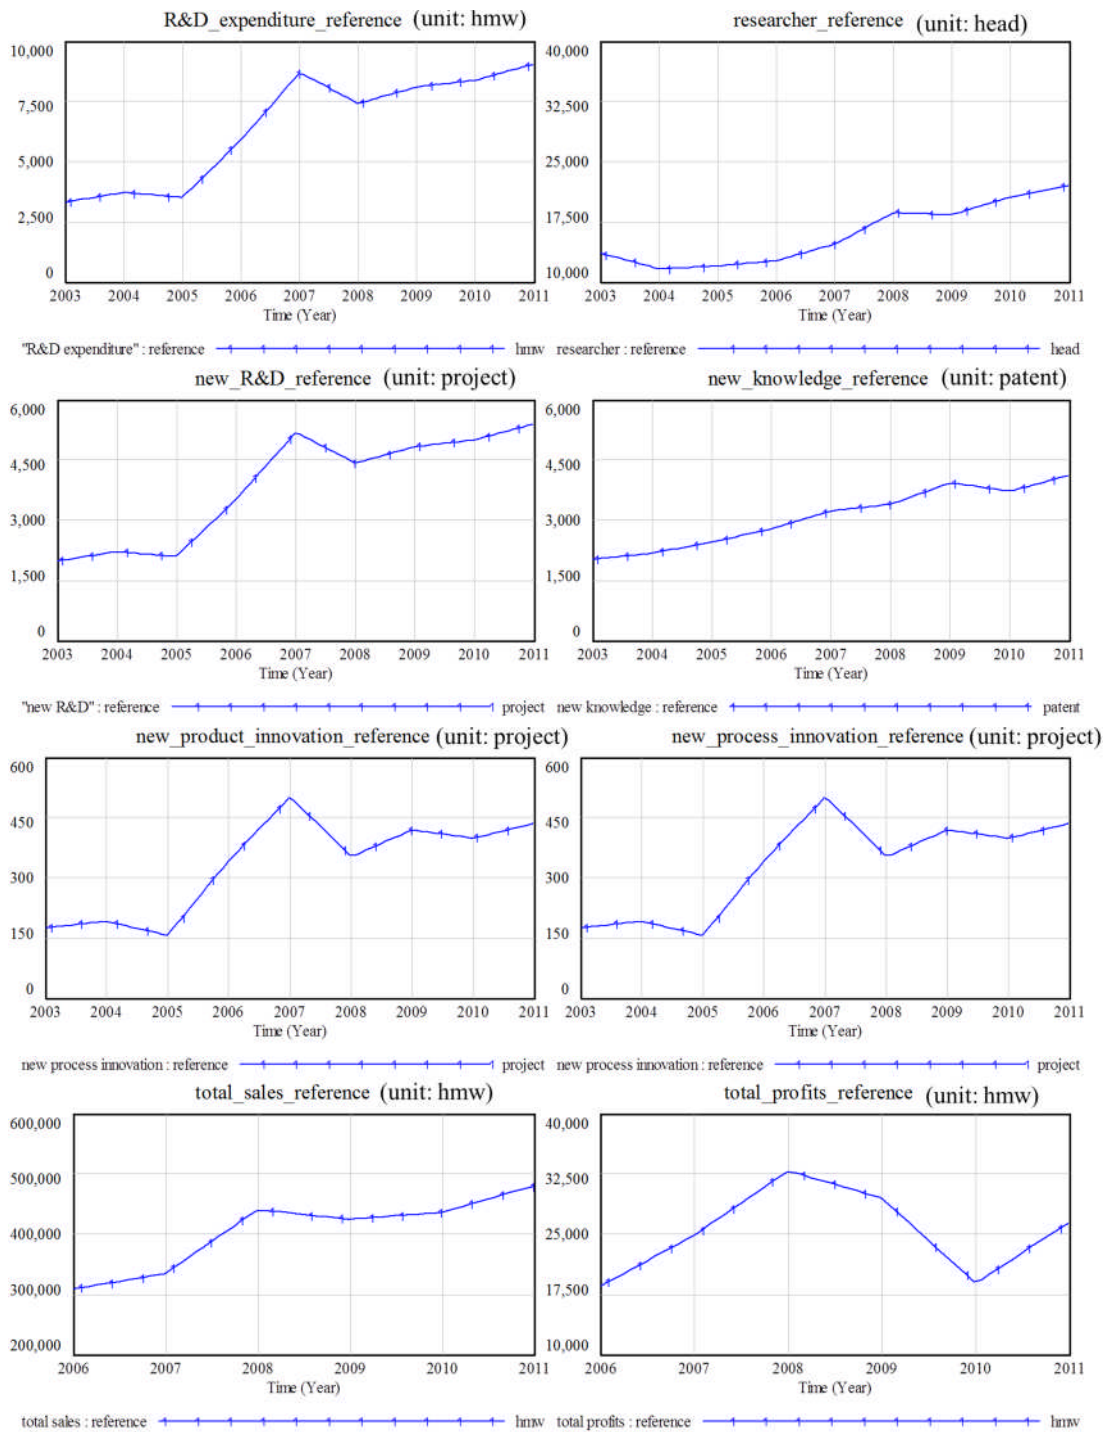 R&D_expenditure_reference (unit: hmw)
10,000
7,500
5,000
2,500
0
2003 2004 2005 2006 2007 2008 2009 2010 2011
Time (Year)
"R&D expenditure" : reference hmw
researcher_reference (unit: head)
40,000
32,500
25,000
17,500
10,000
2003 2004 2005 2006 2007 2008 2009 2010 2011
Time (Year)
researcher : reference head
new_R&D_reference (unit: project)
6,000
4,500
3,000
1,500
0
2003 2004 2005 2006 2007 2008 2009 2010 2011
Time (Year)
"new R&D" : reference project
new_knowledge_reference (unit: patent)
6,000
4,500
3,000
1,500
0
2003 2004 2005 2006 2007 2008 2009 2010 2011
Time (Year)
new knowledge : reference patent
new_product_innovation_reference (unit: project)
600
450
300
150
0
2003 2004 2005 2006 2007 2008 2009 2010 2011
Time (Year)
new process innovation : reference project
new_process_innovation_reference (unit: project)
600
450
300
150
0
2003 2004 2005 2006 2007 2008 2009 2010 2011
Time (Year)
new process innovation : reference project
total_sales_reference (unit: hmw)
600,000
500,000
400,000
300,000
200,000
2006 2007 2008 2009 2010 2011
Time (Year)
total sales : reference hmw
total_profits_reference (unit: hmw)
40,000
32,500
25,000
17,500
10,000
2006 2007 2008 2009 2010 2011
Time (Year)
total profits : reference hmw